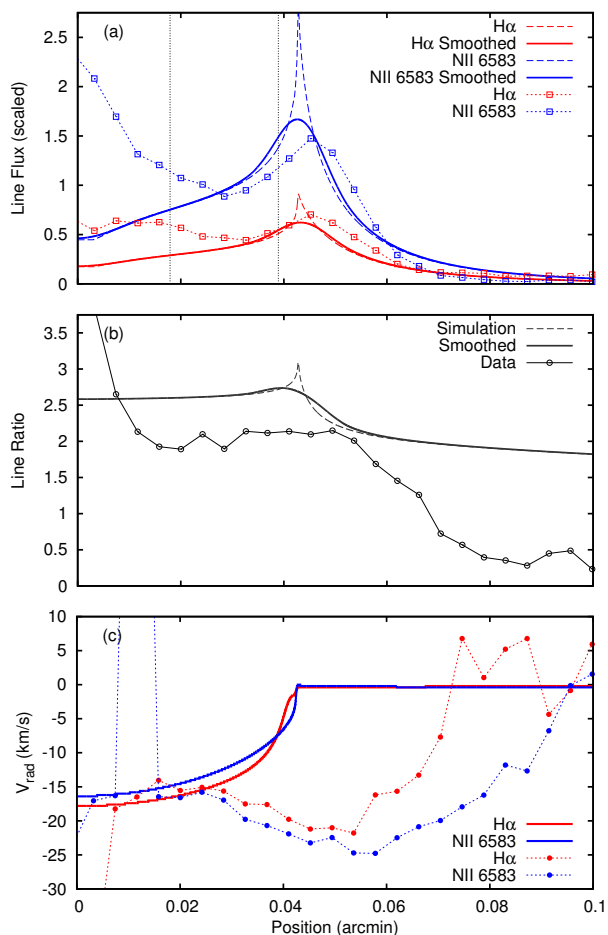 (a)
Hα
Hα Smoothed
NII 6583
NII 6583 Smoothed
Hα
NII 6583
Line Flux (scaled)
2.5
2
1.5
1
0.5
0
(b)
Simulation
Smoothed
Data
Line Ratio
3.5
3
2.5
2
1.5
1
0.5
0
(c)
Hα
NII 6583
Hα
NII 6583
Vrad (km/s)
10
5
0
-5
-10
-15
-20
-25
-30
0 0.02 0.04 0.06 0.08 0.1
Position (arcmin)